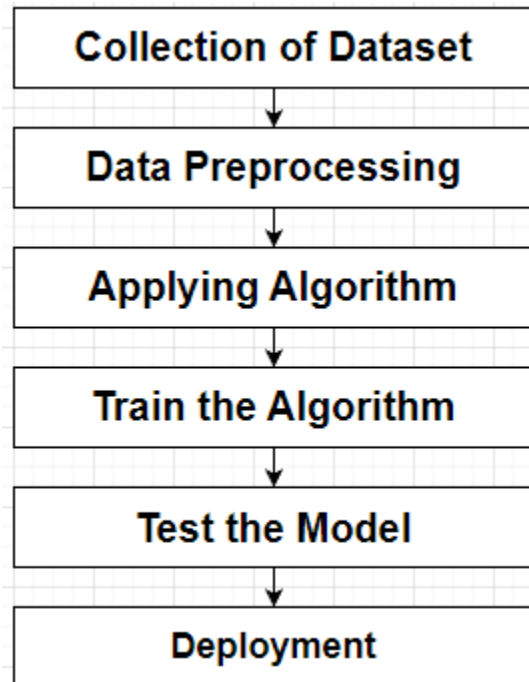 Collection of Dataset
Data Preprocessing
Applying Algorithm
Train the Algorithm
Test the Model
Deployment